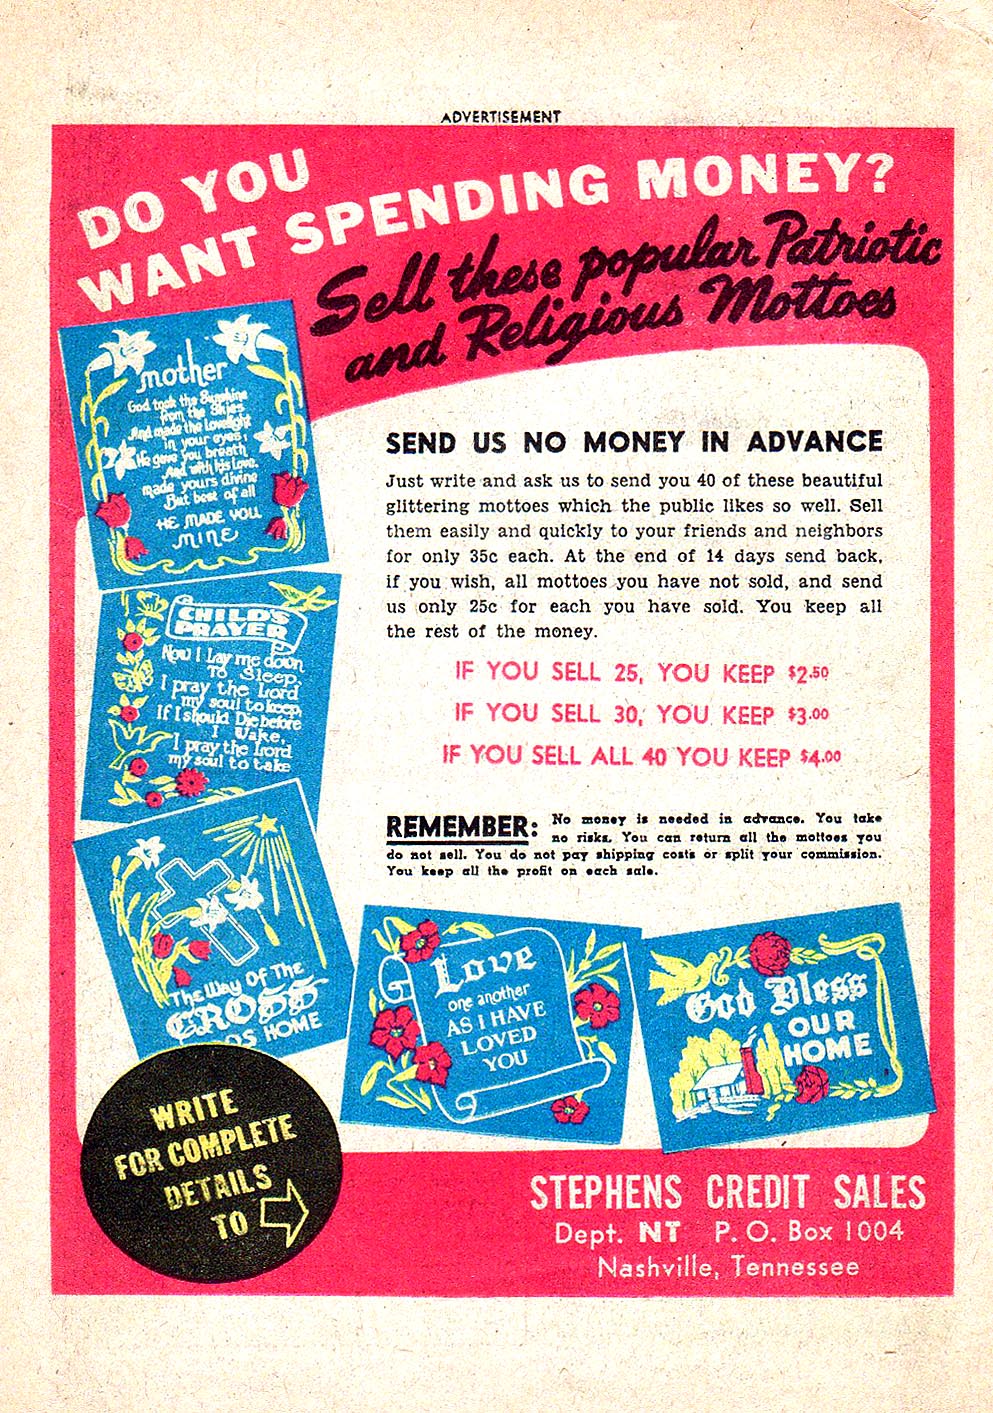 ADVERTISEMENT
DO YOU
WANT SPENDING MONEY?
Sell these popular Patriotic
and Religious Mottoes
mother
God took the Sunshine
from the Skies
And made the Lovelight
in your eyes,
He gave you breath
And with his Love,
made yours divine
But best of all
HE MADE YOU
MINE
CHILD'S
PRAYER
Now I Lay me down
To Sleep,
I pray the Lord
my soul to keep,
If I should Die before
I Wake,
I pray the Lord
my soul to take
The Way Of The
CROSS
HOME
SEND US NO MONEY IN ADVANCE
Just write and ask us to send you 40 of these beautiful
glittering mottoes which the public likes so well. Sell
them easily and quickly to your friends and neighbors
for only 35c each. At the end of 14 days send back,
if you wish, all mottoes you have not sold, and send
us only 25c for each you have sold. You keep all
the rest of the money.
IF YOU SELL 25, YOU KEEP $2.50
IF YOU SELL 30, YOU KEEP $3.00
IF YOU SELL ALL 40 YOU KEEP $4.00
REMEMBER: No money is needed in advance. You take
no risks. You can return all the mottoes you
do not sell. You do not pay shipping costs or split your commission.
You keep all the profit on each sale.
Love
one another
AS I HAVE
LOVED
YOU
God Bless
OUR
HOME
WRITE
FOR COMPLETE
DETAILS
TO
STEPHENS CREDIT SALES
Dept. NT P. O. Box 1004
Nashville, Tennessee